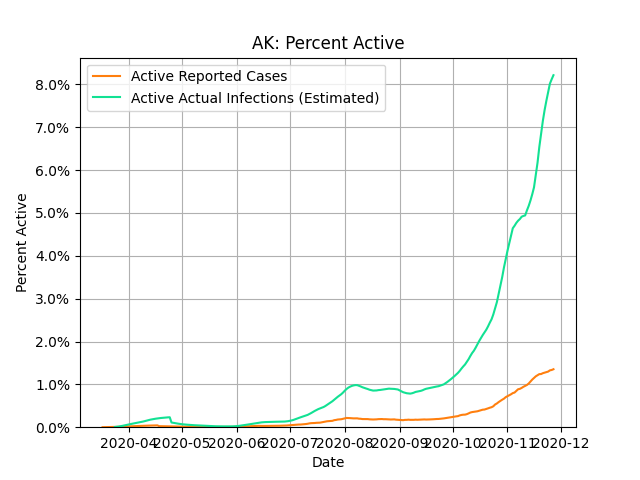 AK: Percent Active
Active Reported Cases
Active Actual Infections (Estimated)
8.0%
7.0%
6.0%
5.0%
4.0%
3.0%
2.0%
1.0%
0.0%
Percent Active
2020-04 2020-05 2020-06 2020-07 2020-08 2020-09 2020-10 2020-11 2020-12
Date